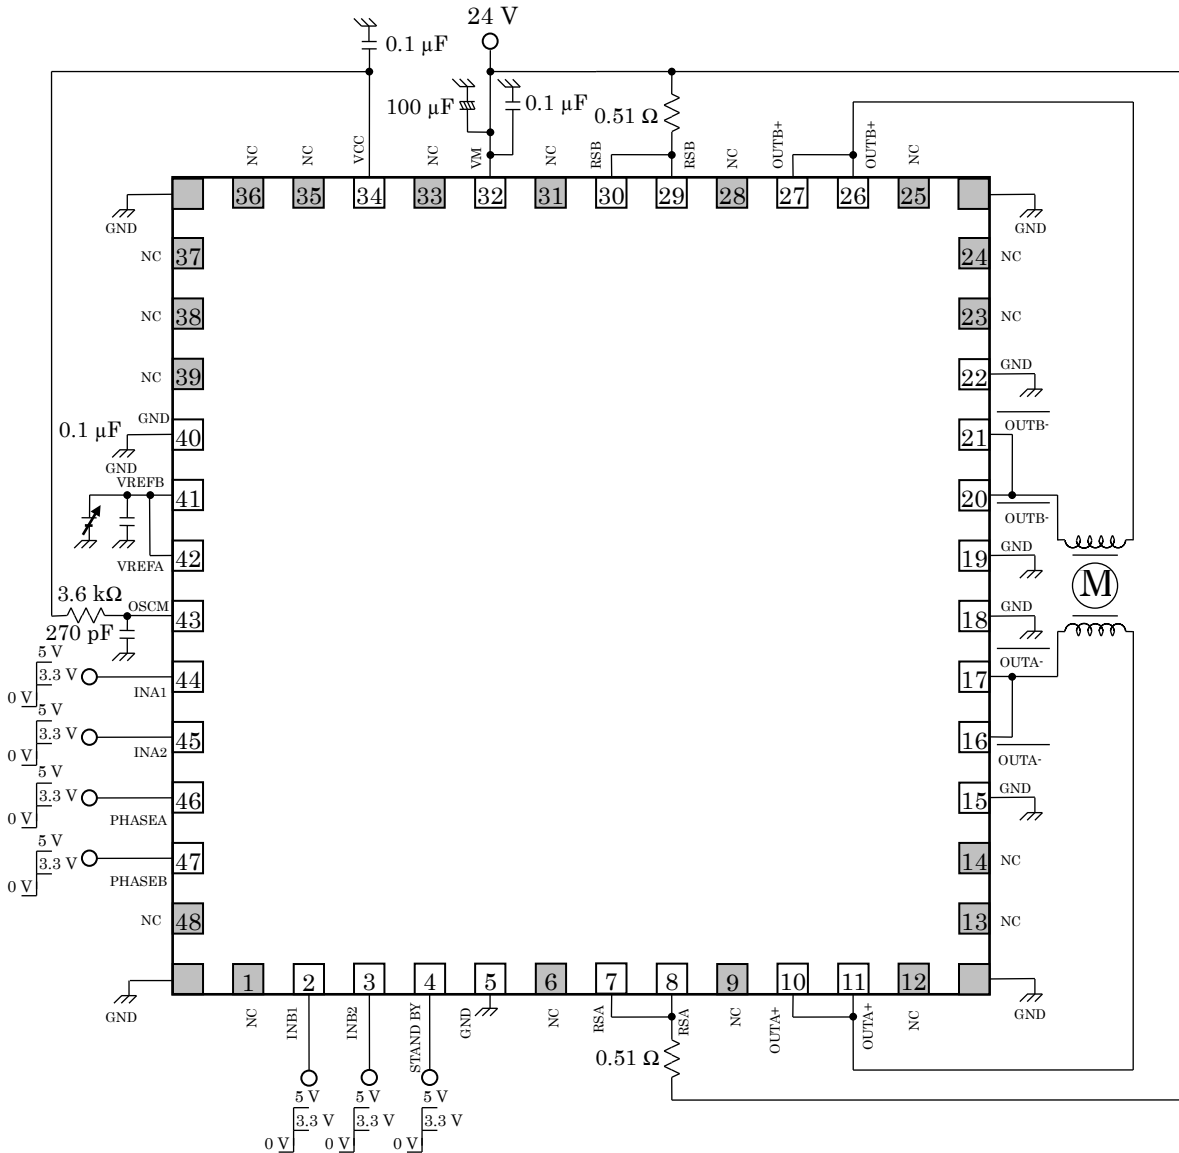 24 V
0.1 µF
100 µF
0.1 µF
0.51 Ω
NC
NC
VCC
NC
VM
NC
RSB
RSB
NC
OUTB+
OUTB+
NC
36
35
34
33
32
31
30
29
28
27
26
25
GND
GND
NC
37
24
NC
NC
38
23
NC
NC
39
22
GND
GND
0.1 µF
40
21
OUTB-
GND
VREFB
41
20
OUTB-
VREFA
42
19
GND
3.6 kΩ
OSCM
43
18
GND
270 pF
M
5 V
3.3 V
0 V
INA1
44
17
OUTA-
5 V
3.3 V
0 V
INA2
45
16
OUTA-
5 V
3.3 V
0 V
PHASEA
46
15
GND
5 V
3.3 V
0 V
PHASEB
47
14
NC
NC
48
13
NC
1
2
3
4
5
6
7
8
9
10
11
12
GND
GND
NC
INB1
INB2
STAND BY
GND
NC
RSA
RSA
NC
OUTA+
OUTA+
NC
0.51 Ω
5 V
3.3 V
0 V
5 V
3.3 V
0 V
5 V
3.3 V
0 V